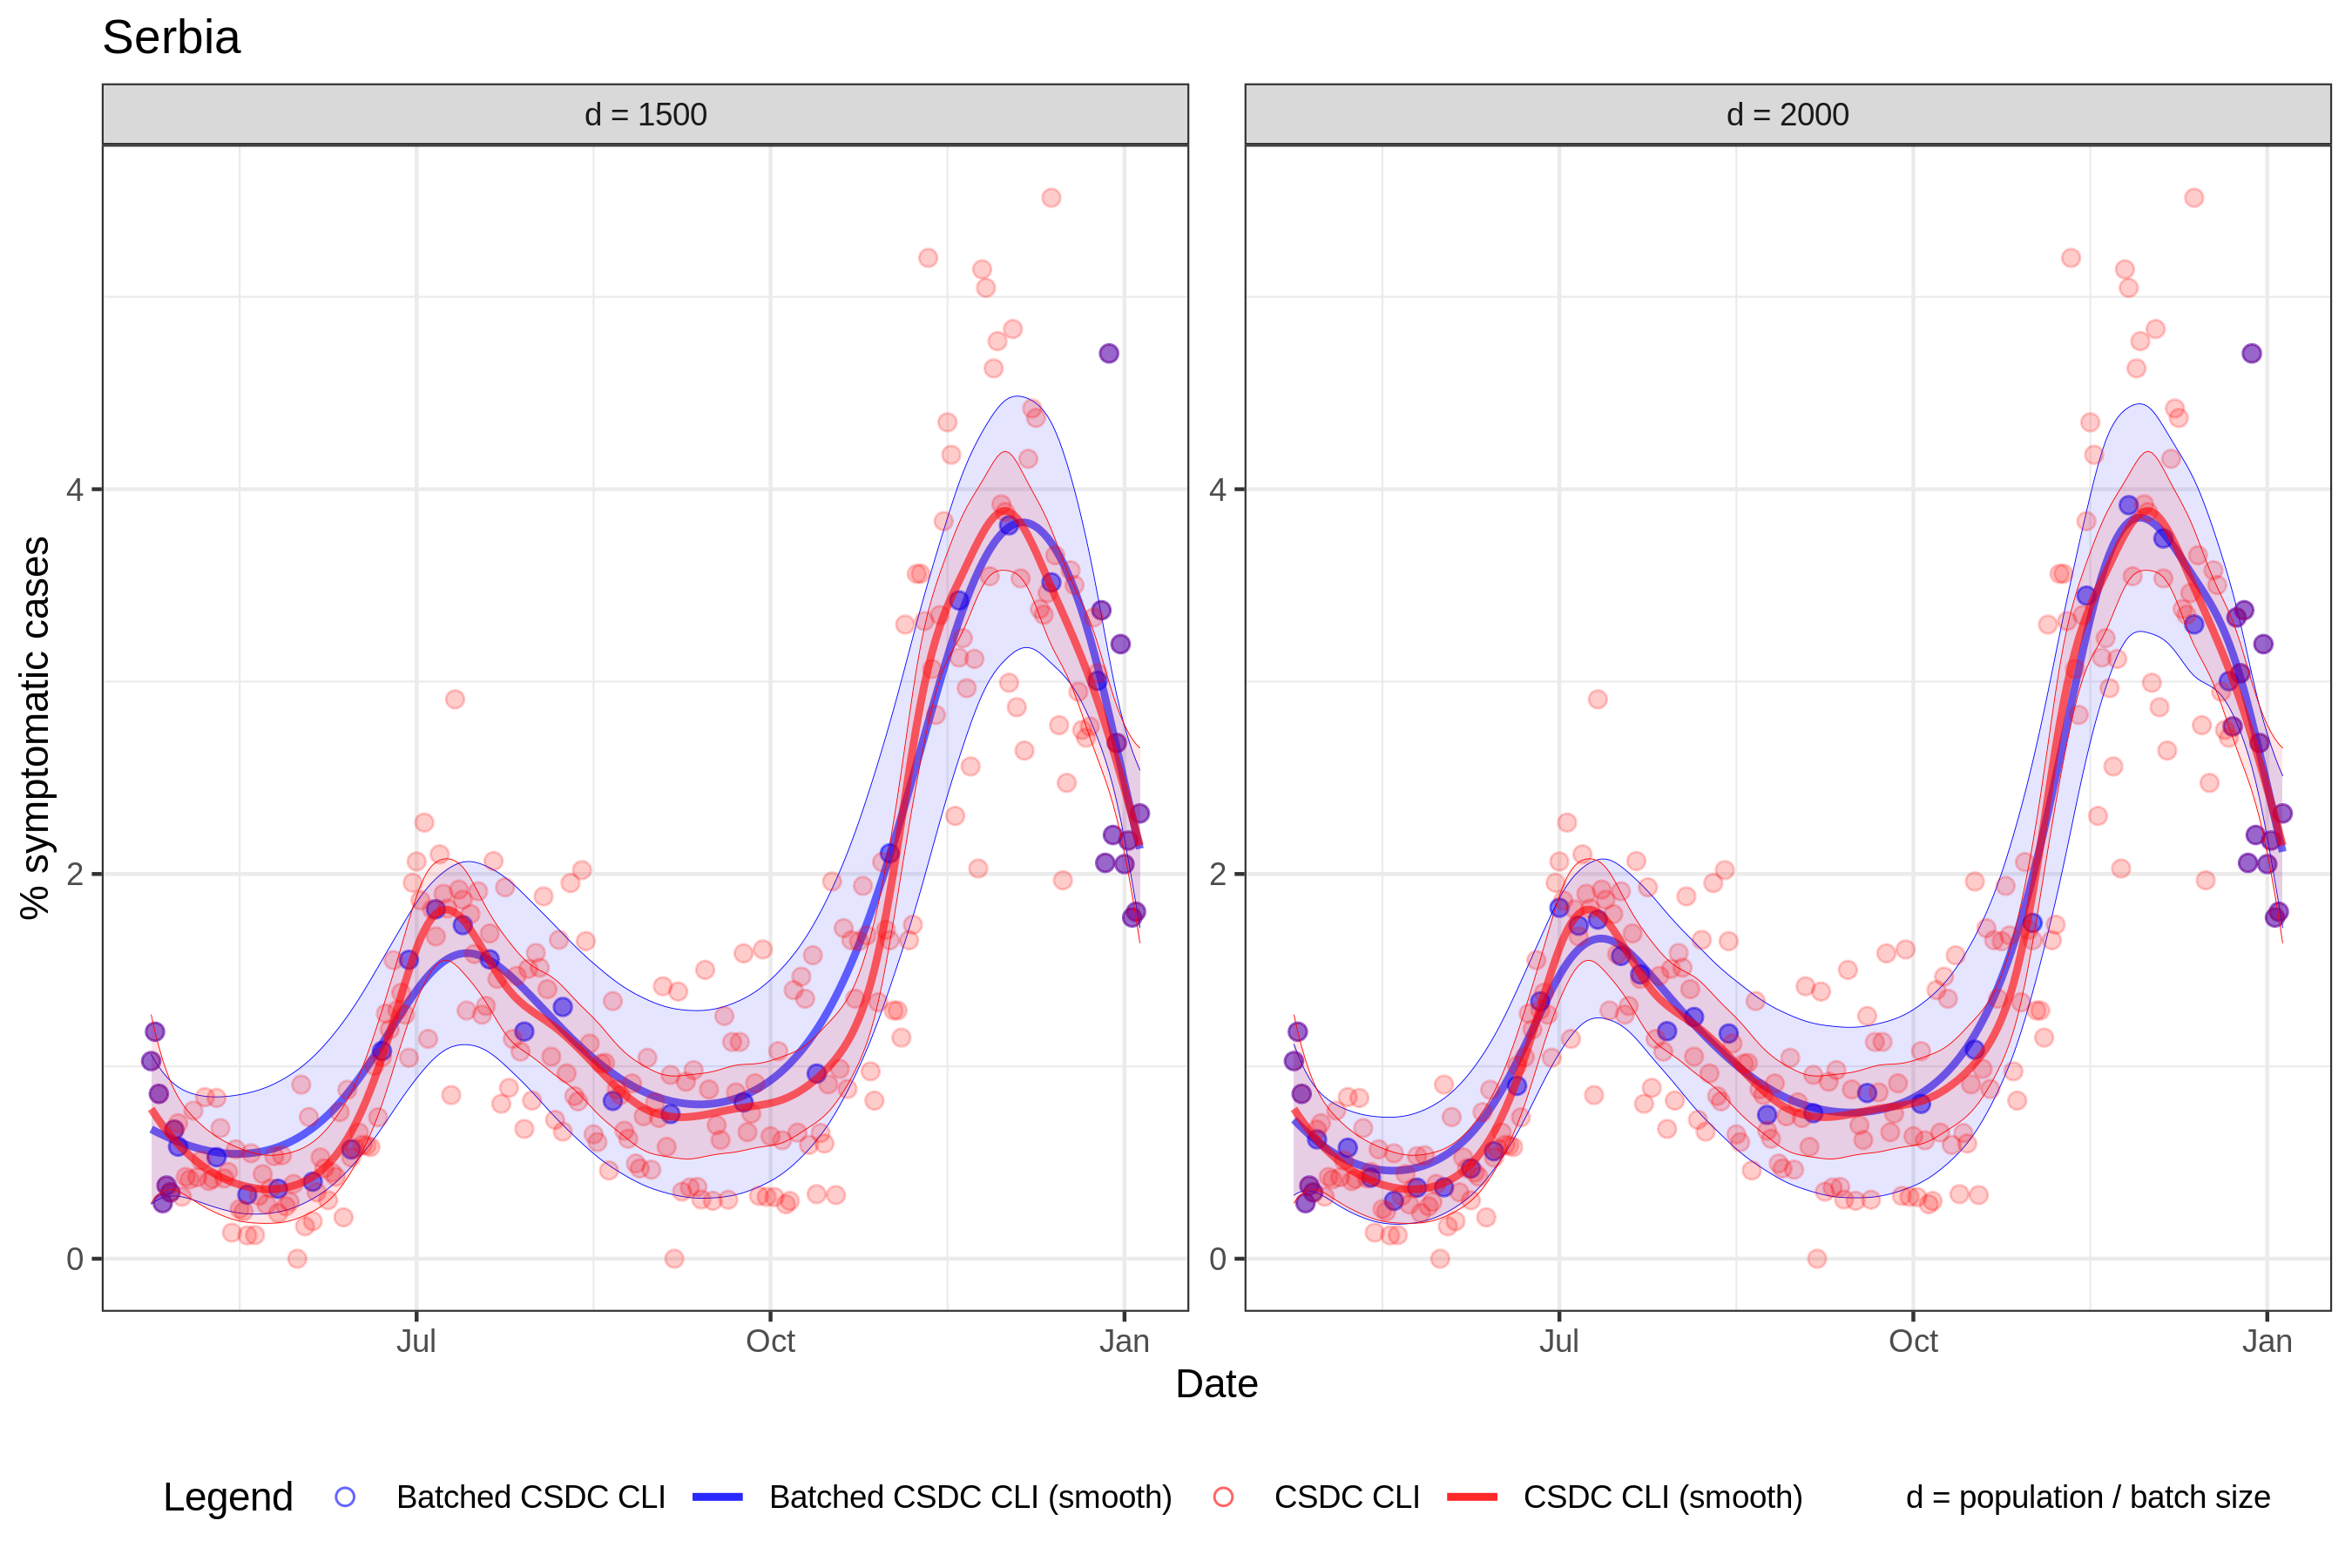 Serbia
d = 1500
d = 2000
% symptomatic cases
4
2
0
4
2
0
Jul
Oct
Jan
Jul
Oct
Jan
Date
Legend
Batched CSDC CLI
Batched CSDC CLI (smooth)
CSDC CLI
CSDC CLI (smooth)
d = population / batch size